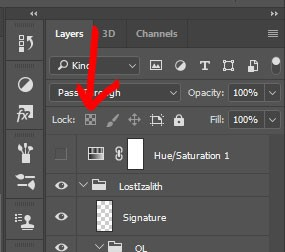 Layers 3D Channels
Kind
Pass Through Opacity: 100%
Lock: Fill: 100%
Hue/Saturation 1
LostIzalith
Signature
OL